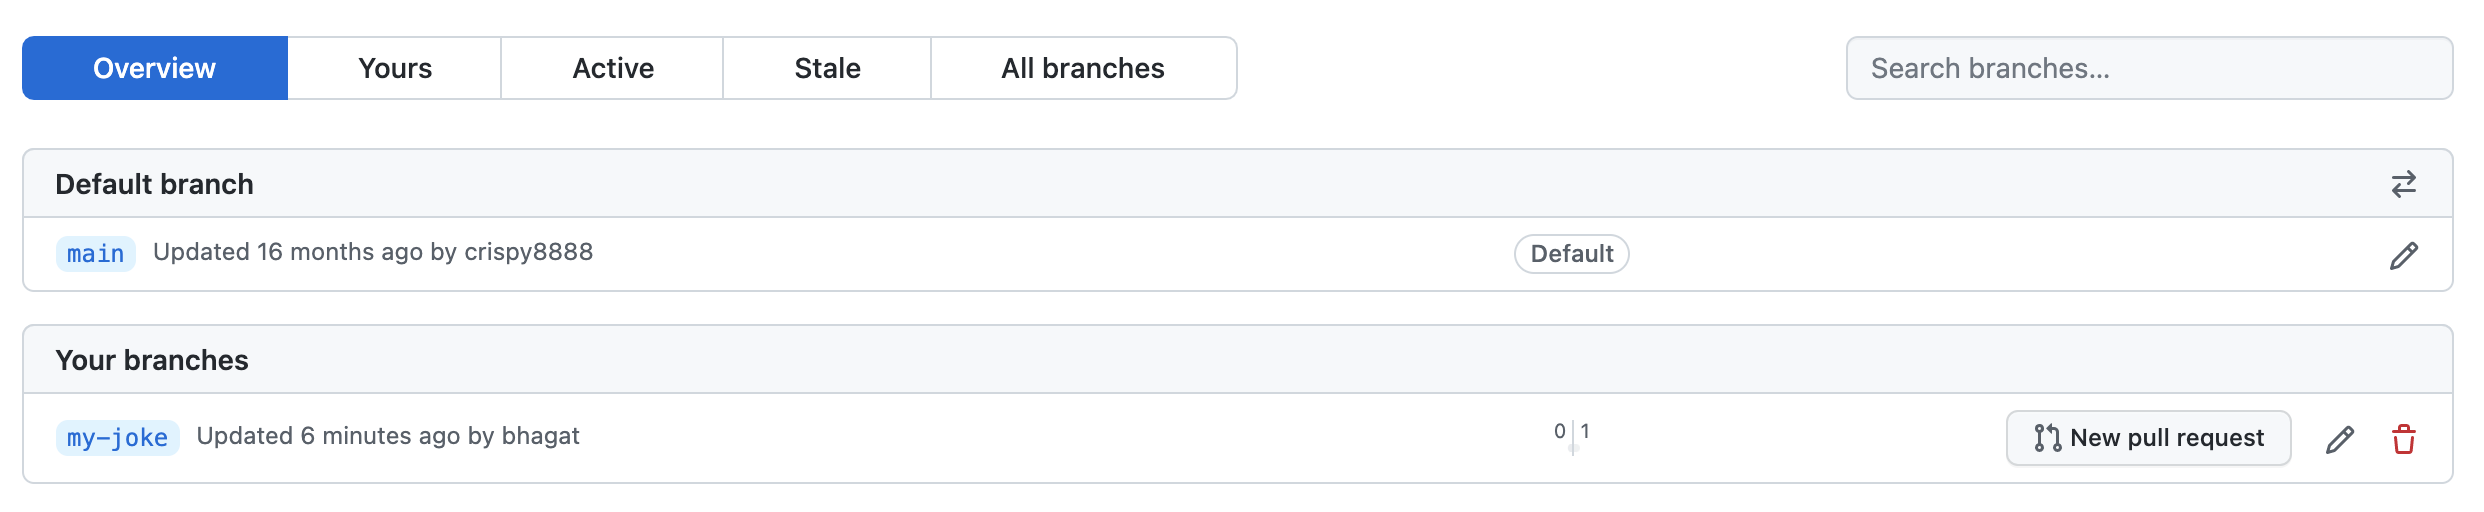 Overview Yours Active Stale All branches Search branches...
Default branch
main Updated 16 months ago by crispy8888 Default
Your branches
my-joke Updated 6 minutes ago by bhagat 0 1 New pull request